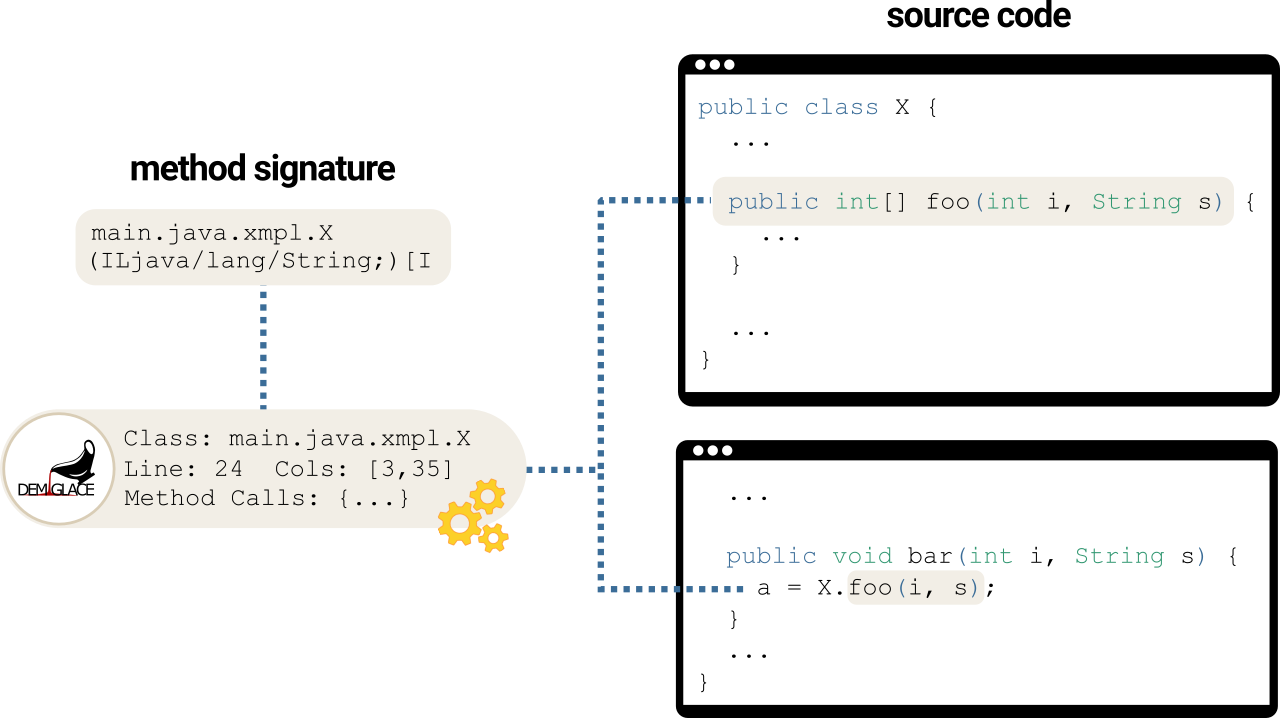 source code
public class X {
...
public int[] foo(int i, String s) {
...
}
...
}
method signature
main.java.xmpl.X
(ILjava/lang/String;)[I
DEMIGLACE
Class: main.java.xmpl.X
Line: 24 Cols: [3,35]
Method Calls: {...}
...
public void bar(int i, String s) {
a = X.foo(i, s);
}
...
}